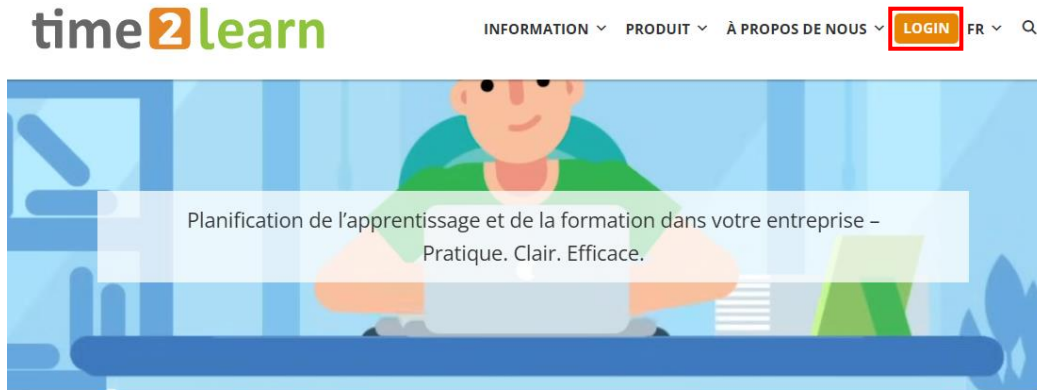 time2learn
INFORMATION PRODUIT À PROPOS DE NOUS LOGIN FR
Planification de l’apprentissage et de la formation dans votre entreprise –
Pratique. Clair. Efficace.